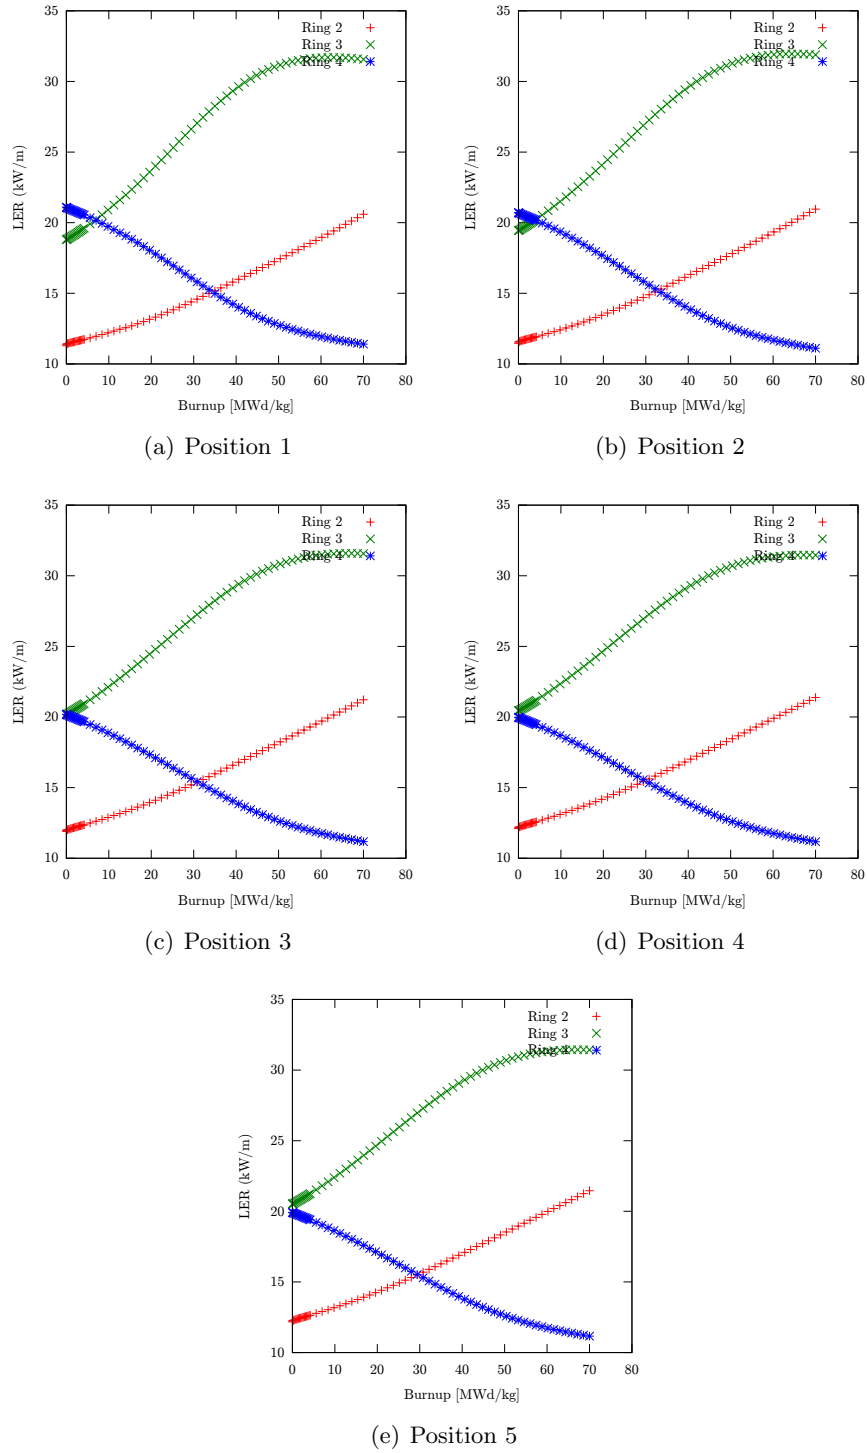 35
30
25
20
15
10
LER (kW/m)
0 10 20 30 40 50 60 70 80
Burnup [MWd/kg]
Ring 2
Ring 3
Ring 4
(a) Position 1
35
30
25
20
15
10
LER (kW/m)
0 10 20 30 40 50 60 70 80
Burnup [MWd/kg]
Ring 2
Ring 3
Ring 4
(b) Position 2
35
30
25
20
15
10
LER (kW/m)
0 10 20 30 40 50 60 70 80
Burnup [MWd/kg]
Ring 2
Ring 3
Ring 4
(c) Position 3
35
30
25
20
15
10
LER (kW/m)
0 10 20 30 40 50 60 70 80
Burnup [MWd/kg]
Ring 2
Ring 3
Ring 4
(d) Position 4
35
30
25
20
15
10
LER (kW/m)
0 10 20 30 40 50 60 70 80
Burnup [MWd/kg]
Ring 2
Ring 3
Ring 4
(e) Position 5